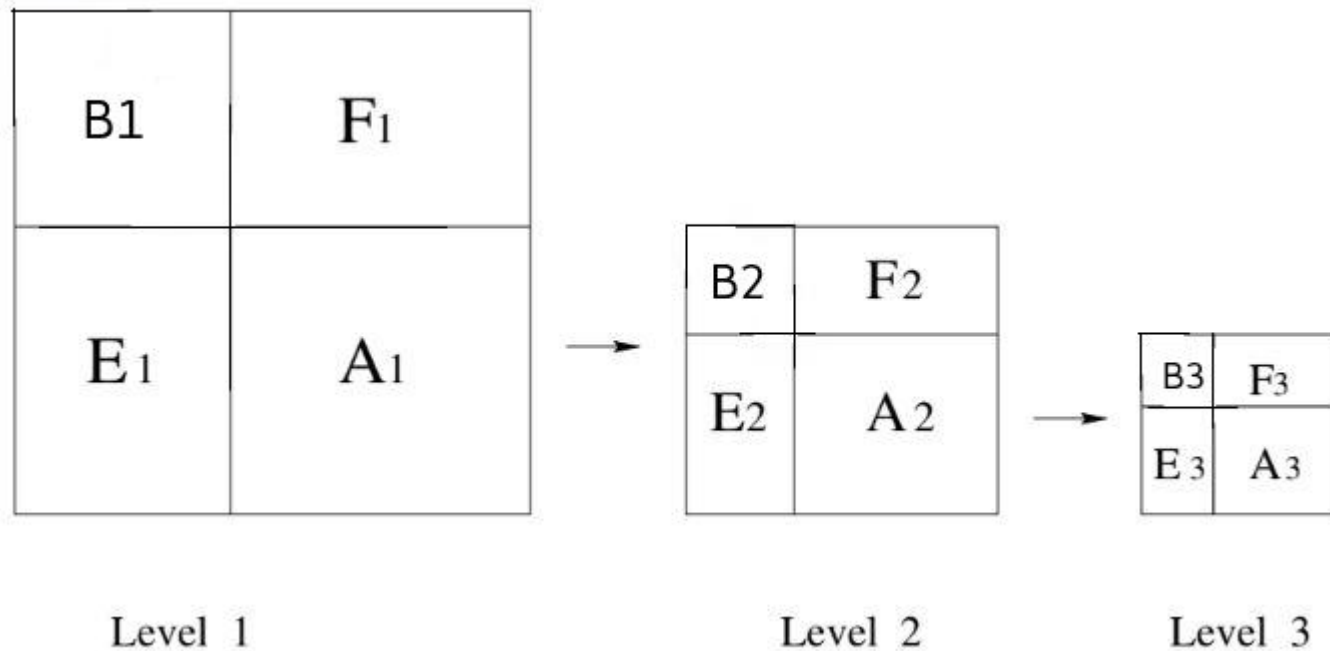 B1 F1
E1 A1
B2 F2
E2 A2
B3 F3
E3 A3
Level 1
Level 2
Level 3